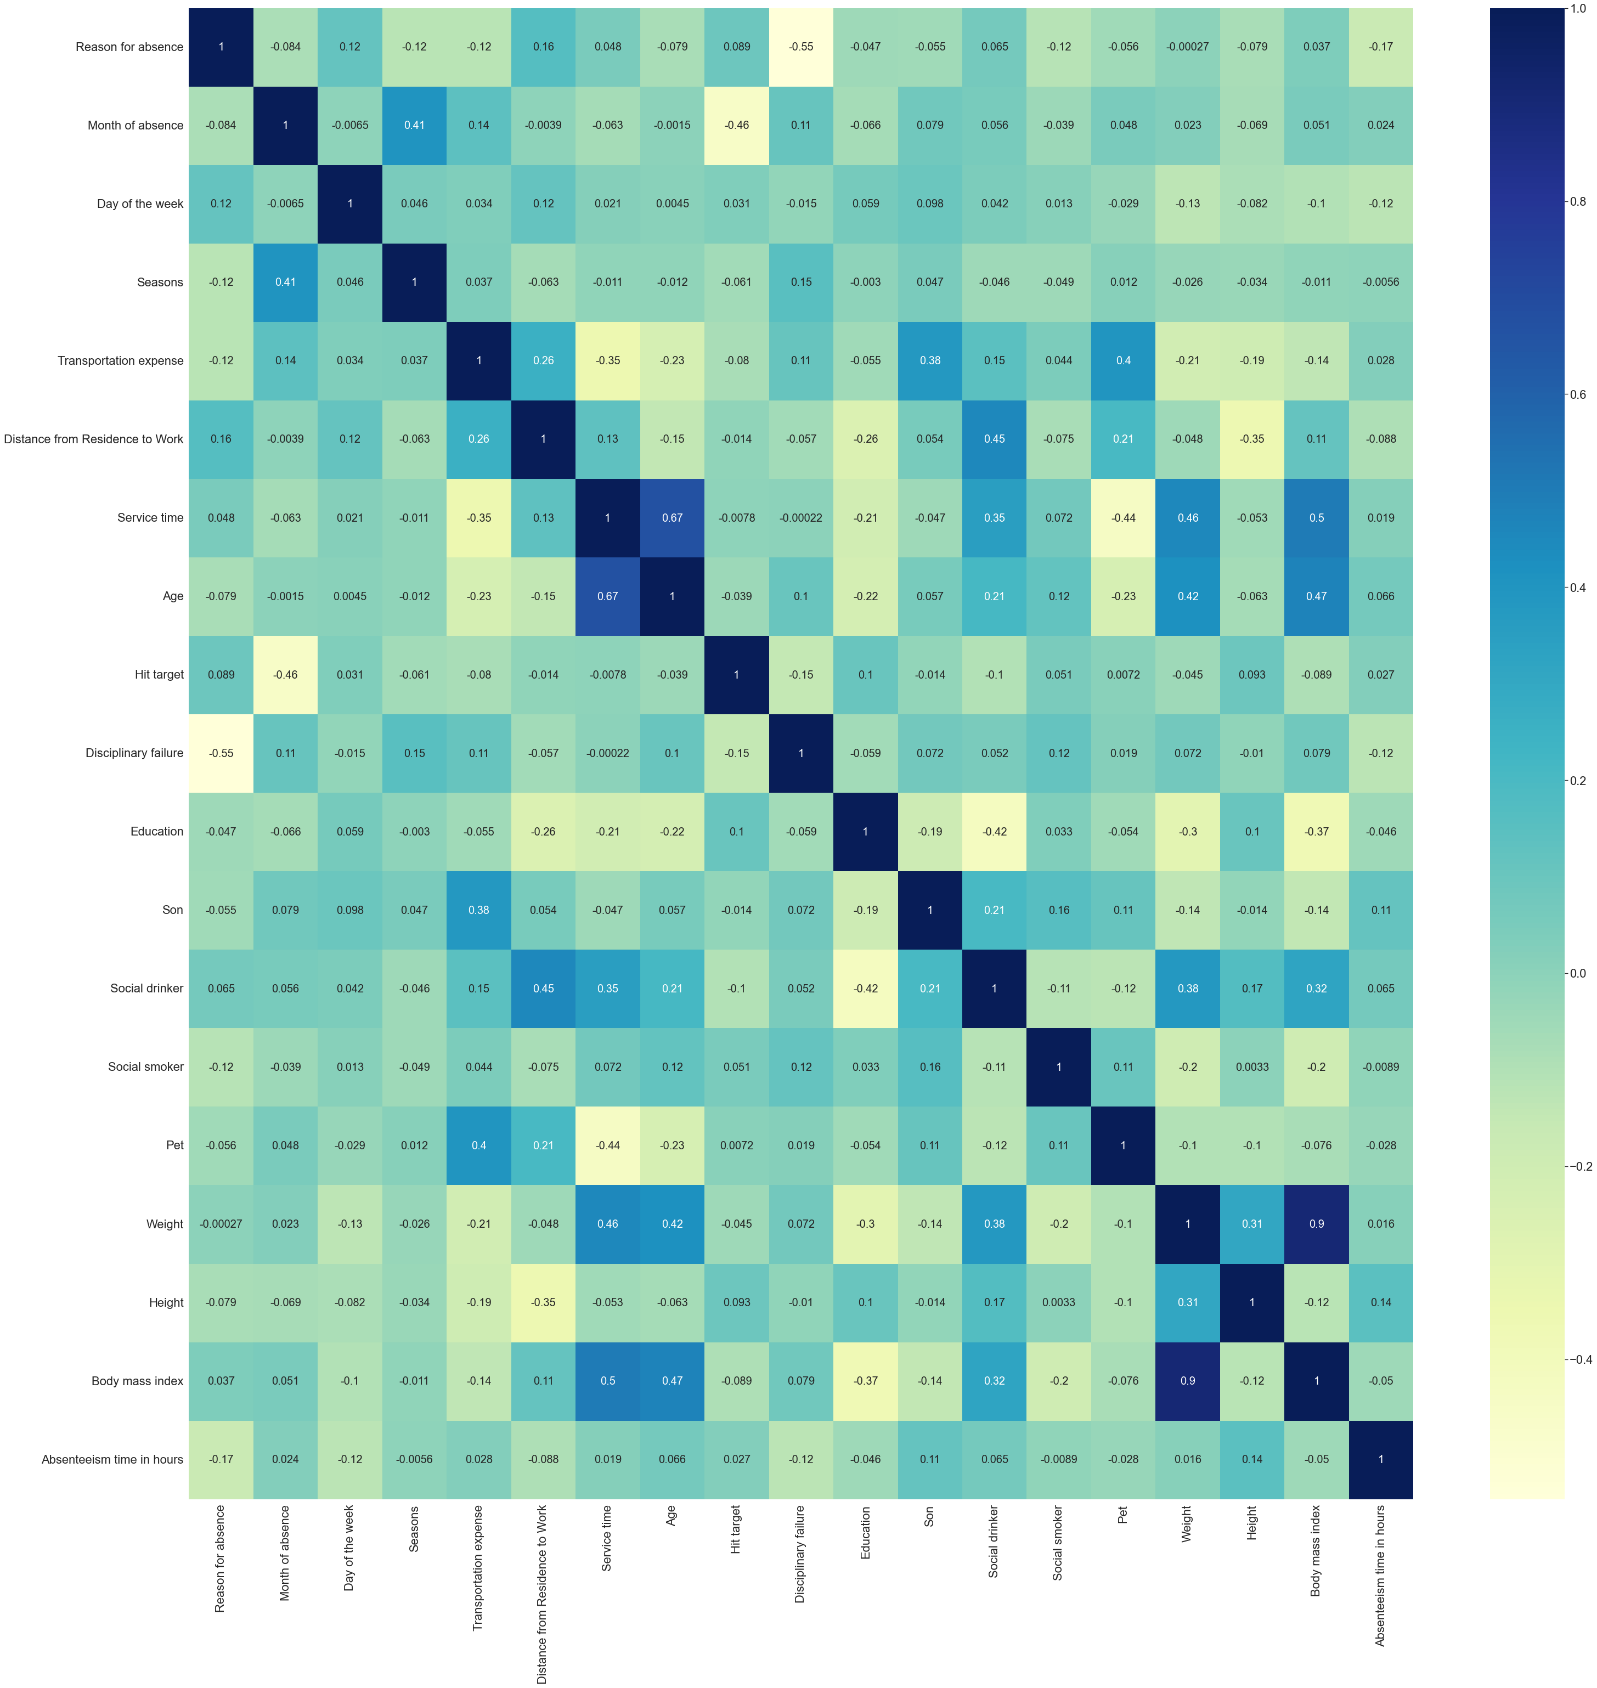 Reason for absence 1 -0.084 0.12 -0.12 -0.12 0.16 0.048 -0.079 0.089 -0.55 -0.047 -0.055 0.065 -0.12 -0.056 -0.00027 -0.079 0.037 -0.17
Month of absence -0.084 1 -0.0065 0.41 0.14 -0.0039 -0.063 -0.0015 -0.46 0.11 -0.066 0.079 0.056 -0.039 0.048 0.023 -0.069 0.051 0.024
Day of the week 0.12 -0.0065 1 0.046 0.034 0.12 0.021 0.0045 0.031 -0.015 0.059 0.098 0.042 0.013 -0.029 -0.13 -0.082 -0.1 -0.12
Seasons -0.12 0.41 0.046 1 0.037 -0.063 -0.011 -0.012 -0.061 0.15 -0.003 0.047 -0.046 -0.049 0.012 -0.026 -0.034 -0.011 -0.0056
Transportation expense -0.12 0.14 0.034 0.037 1 0.26 -0.35 -0.23 -0.08 0.11 -0.055 0.38 0.15 0.044 0.4 -0.21 -0.19 -0.14 0.028
Distance from Residence to Work 0.16 -0.0039 0.12 -0.063 0.26 1 0.13 -0.15 -0.014 -0.057 -0.26 0.054 0.45 -0.075 0.21 -0.048 -0.35 0.11 -0.088
Service time 0.048 -0.063 0.021 -0.011 -0.35 0.13 1 0.67 -0.0078 -0.00022 -0.21 -0.047 0.35 0.072 -0.44 0.46 -0.053 0.5 0.019
Age -0.079 -0.0015 0.0045 -0.012 -0.23 -0.15 0.67 1 -0.039 0.1 -0.22 0.057 0.21 0.12 -0.23 0.42 -0.063 0.47 0.066
Hit target 0.089 -0.46 0.031 -0.061 -0.08 -0.014 -0.0078 -0.039 1 -0.15 0.1 -0.014 -0.1 0.051 0.0072 -0.045 0.093 -0.089 0.027
Disciplinary failure -0.55 0.11 -0.015 0.15 0.11 -0.057 -0.00022 0.1 -0.15 1 -0.059 0.072 0.052 0.12 0.019 0.072 -0.01 0.079 -0.12
Education -0.047 -0.066 0.059 -0.003 -0.055 -0.26 -0.21 -0.22 0.1 -0.059 1 -0.19 -0.42 0.033 -0.054 -0.3 0.1 -0.37 -0.046
Son -0.055 0.079 0.098 0.047 0.38 0.054 -0.047 0.057 -0.014 0.072 -0.19 1 0.21 0.16 0.11 -0.14 -0.014 -0.14 0.11
Social drinker 0.065 0.056 0.042 -0.046 0.15 0.45 0.35 0.21 -0.1 0.052 -0.42 0.21 1 -0.11 -0.12 0.38 0.17 0.32 0.065
Social smoker -0.12 -0.039 0.013 -0.049 0.044 -0.075 0.072 0.12 0.051 0.12 0.033 0.16 -0.11 1 0.11 -0.2 0.0033 -0.2 -0.0089
Pet -0.056 0.048 -0.029 0.012 0.4 0.21 -0.44 -0.23 0.0072 0.019 -0.054 0.11 -0.12 0.11 1 -0.1 -0.1 -0.076 -0.028
Weight -0.00027 0.023 -0.13 -0.026 -0.21 -0.048 0.46 0.42 -0.045 0.072 -0.3 -0.14 0.38 -0.2 -0.1 1 0.31 0.9 0.016
Height -0.079 -0.069 -0.082 -0.034 -0.19 -0.35 -0.053 -0.063 0.093 -0.01 0.1 -0.014 0.17 0.0033 -0.1 0.31 1 -0.12 0.14
Body mass index 0.037 0.051 -0.1 -0.011 -0.14 0.11 0.5 0.47 -0.089 0.079 -0.37 -0.14 0.32 -0.2 -0.076 0.9 -0.12 1 -0.05
Absenteeism time in hours -0.17 0.024 -0.12 -0.0056 0.028 -0.088 0.019 0.066 0.027 -0.12 -0.046 0.11 0.065 -0.0089 -0.028 0.016 0.14 -0.05 1
Reason for absence
Month of absence
Day of the week
Seasons
Transportation expense
Distance from Residence to Work
Service time
Age
Hit target
Disciplinary failure
Education
Son
Social drinker
Social smoker
Pet
Weight
Height
Body mass index
Absenteeism time in hours
1.0
0.8
0.6
0.4
0.2
0.0
−0.2
−0.4